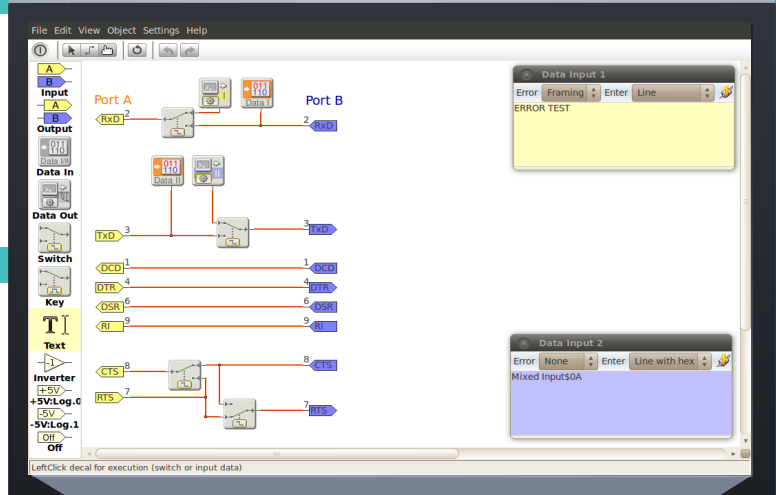 File Edit View Object Settings Help
A
B
Input
A
B
Output
011
110
Data I/II
Data In
Data Out
Switch
Key
T
Text
-1
Inverter
+5V
+5V:Log.0
-5V
-5V:Log.1
Off
Off
Port A
Port B
I
011
110
Data I
RxD 2
2 RxD
011
110
Data II
II
TxD 3
3 TxD
DCD 1
1 DCD
DTR 4
4 DTR
DSR 6
6 DSR
RI 9
9 RI
CTS 8
8 CTS
RTS 7
7 RTS
Data Input 1
Error Framing Enter Line
ERROR TEST
Data Input 2
Error None Enter Line with hex
Mixed Input$0A
LeftClick decal for execution (switch or input data)